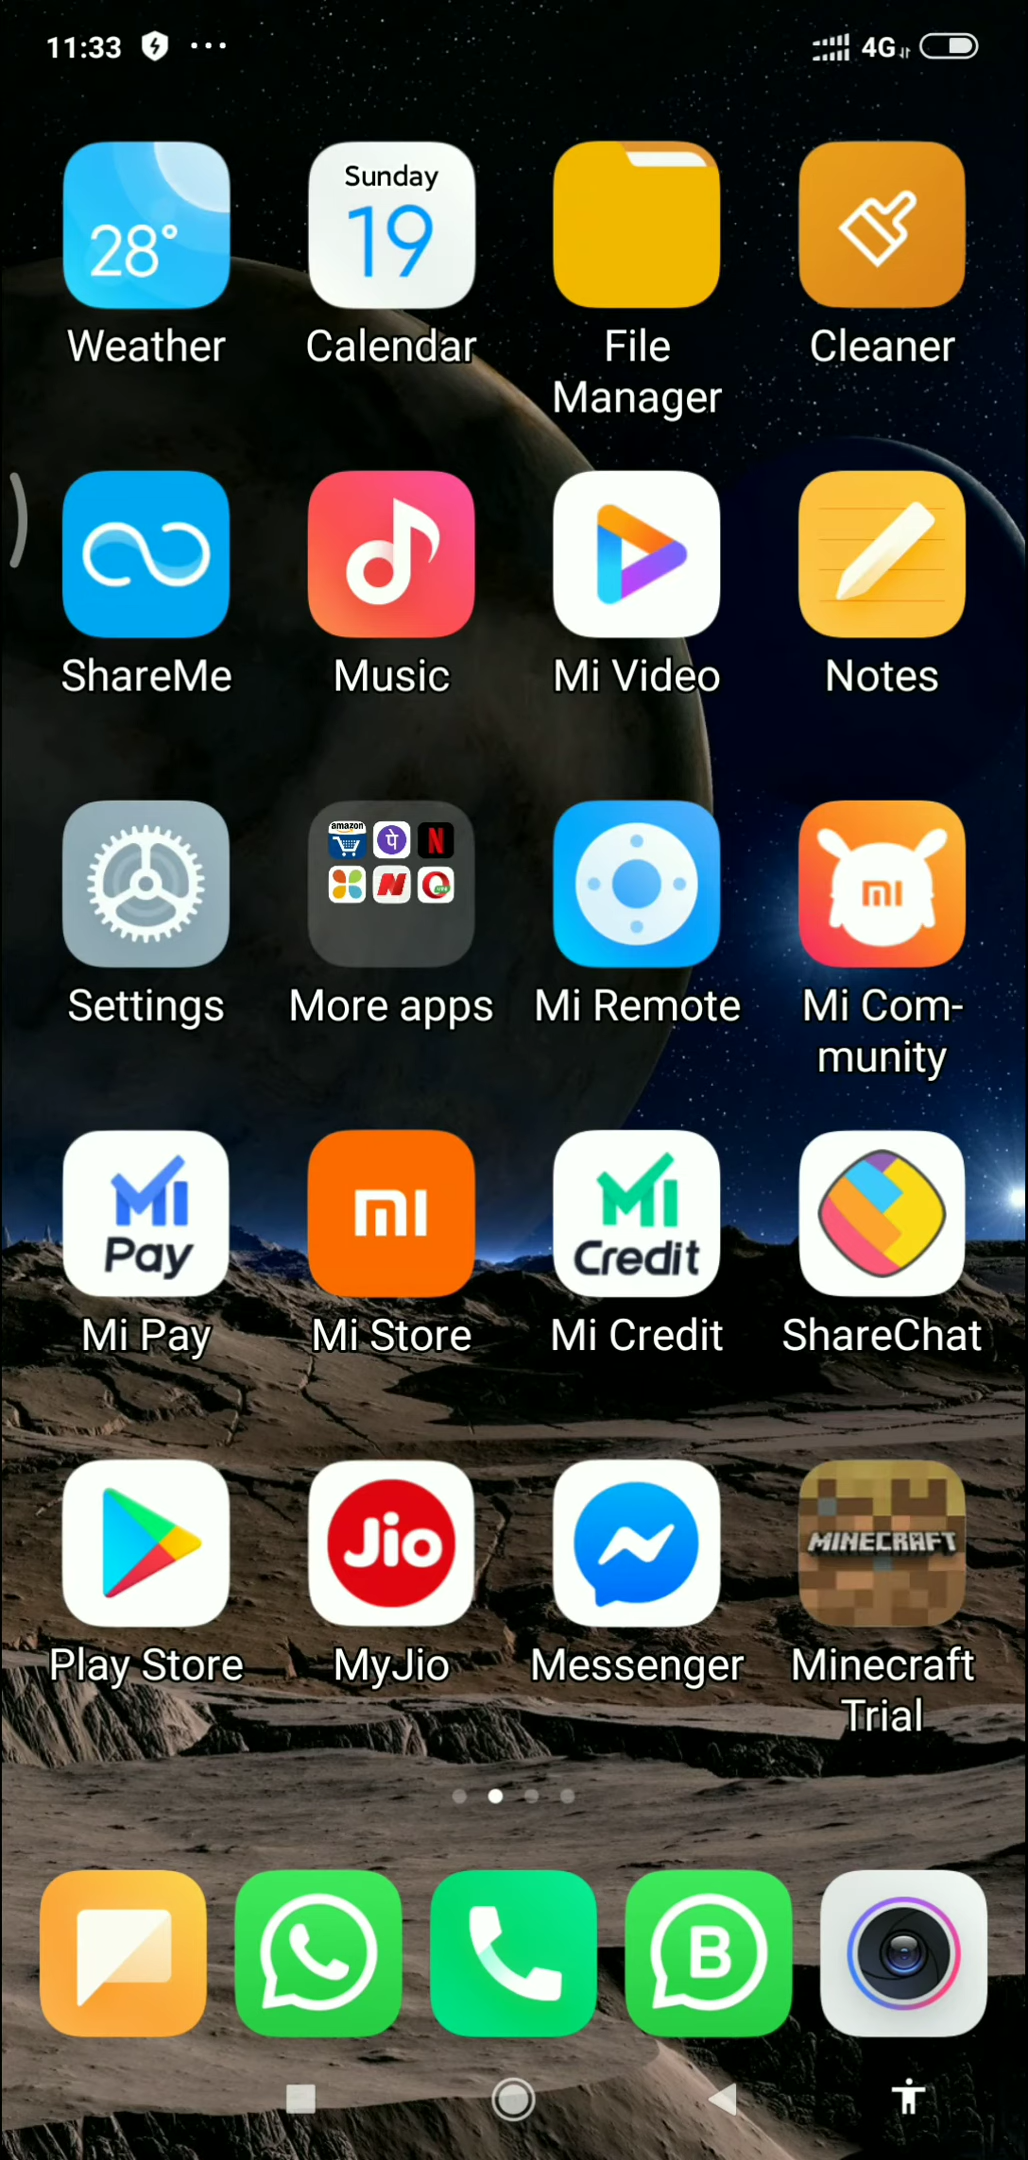 11:33 ... 4G
28°
Sunday
19
Weather Calendar File Manager Cleaner
ShareMe Music Mi Video Notes
amazon
पे
N
N
mi
Settings More apps Mi Remote Mi Com-
munity
MI Pay
mi
MI Credit
Mi Pay Mi Store Mi Credit ShareChat
Jio
MINECRAFT
Play Store MyJio Messenger Minecraft
Trial
B